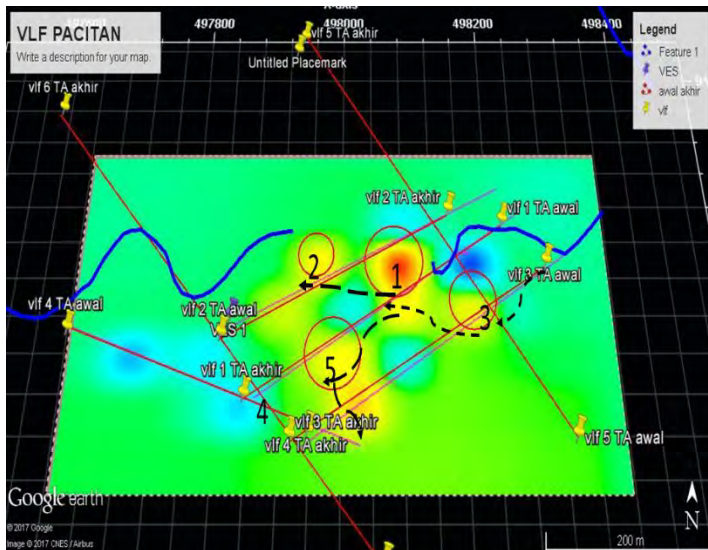 X-axis
497800
498000
498200
498400
VLF PACITAN
Write a description for your map.
Legend
Feature 1
VES
awal akhir
vlf
vlf 5 TA akhir
Untitled Placemark
vlf 6 TA akhir
vlf 2 TA akhir
vlf 1 TA awal
vlf 3 TA awal
2
1
vlf 4 TA awal
vlf 2 TA awal
3
vlf 1 TA akhir
5
4
vlf 3 TA akhir
vlf 4 TA akhir
vlf 5 TA awal
Google earth
© 2017 Google
Image © 2017 CNES / Airbus
N
200 m